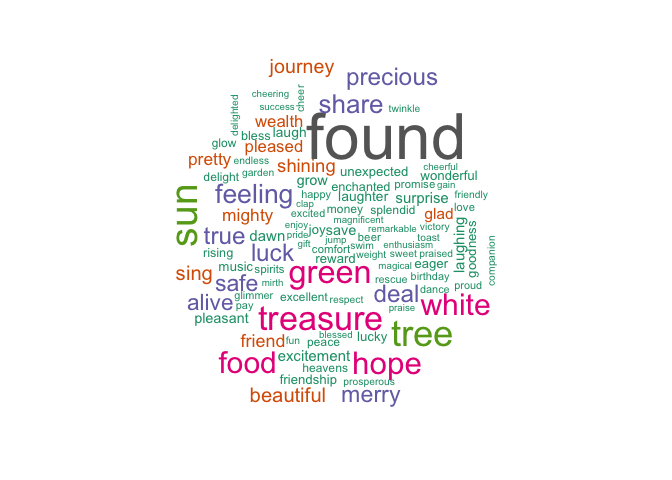 journey
precious
cheering
cheer
share
success
twinkle
delighted
wealth
found
bless
laugh
glow
pleased
pretty
endless
shining
cheerful
delight
garden
unexpected
wonderful
grow
enchanted
promise
gain
sun
feeling
happy
laughter
surprise
friendly
clap
money
splendid
love
mighty
excited
glad
magnificent
enjoy
remarkable
victory
true
dawn
pride
joy
save
jump
beer
toast
laughing
goodness
companion
rising
luck
gift
comfort
swim
enthusiasm
weight
sweet
praised
music
spirits
reward
magical
eager
sing
green
rescue
birthday
safe
mirth
deal
dance
proud
alive
glimmer
excellent
respect
white
pay
treasure
praise
pleasant
tree
friend
fun
blessed
lucky
peace
food
excitement
hope
heavens
friendship
prosperous
beautiful
merry